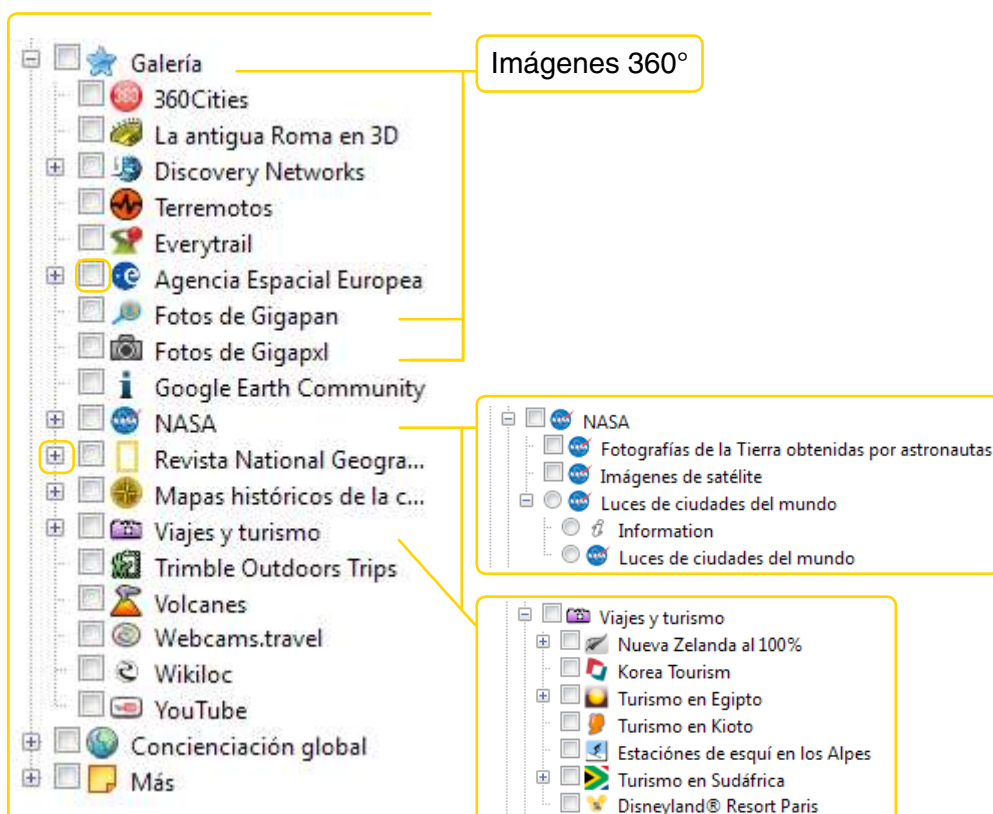 Galería
360Cities
La antigua Roma en 3D
Discovery Networks
Terremotos
Everytrail
Agencia Espacial Europea
Fotos de Gigapan
Fotos de Gigapxl
Google Earth Community
NASA
Revista National Geogra...
Mapas históricos de la c...
Viajes y turismo
Trimble Outdoors Trips
Volcanes
Webcams.travel
Wikiloc
YouTube
Concienciación global
Más
Imágenes 360°
NASA
Fotografías de la Tierra obtenidas por astronautas
Imágenes de satélite
Luces de ciudades del mundo
Information
Luces de ciudades del mundo
Viajes y turismo
Nueva Zelanda al 100%
Korea Tourism
Turismo en Egipto
Turismo en Kioto
Estaciónes de esquí en los Alpes
Turismo en Sudáfrica
Disneyland® Resort Paris